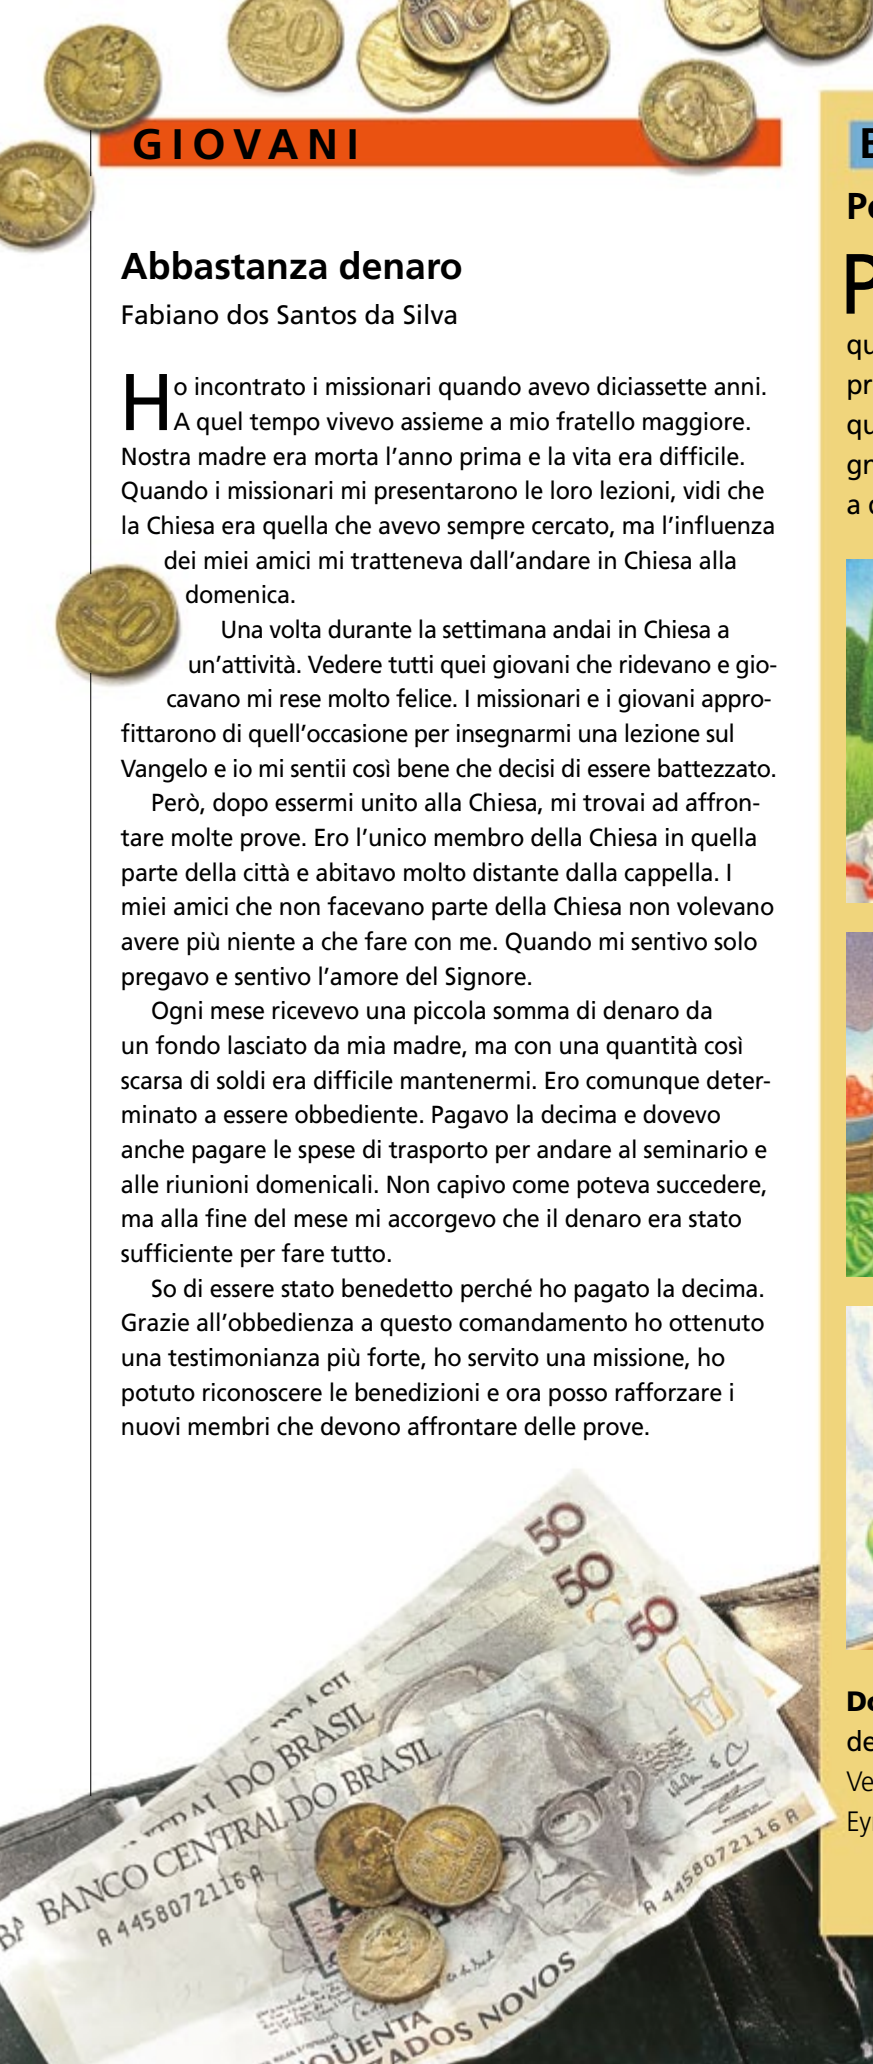 GIOVANI
Abbastanza denaro
Fabiano dos Santos da Silva
Ho incontrato i missionari quando avevo diciassette anni.
A quel tempo vivevo assieme a mio fratello maggiore.
Nostra madre era morta l'anno prima e la vita era difficile.
Quando i missionari mi presentarono le loro lezioni, vidi che
la Chiesa era quella che avevo sempre cercato, ma l'influenza
dei miei amici mi tratteneva dall'andare in Chiesa alla
domenica.
Una volta durante la settimana andai in Chiesa a
un'attività. Vedere tutti quei giovani che ridevano e gio-
cavano mi rese molto felice. I missionari e i giovani appro-
fittarono di quell'occasione per insegnarmi una lezione sul
Vangelo e io mi sentii così bene che decisi di essere battezzato.
Però, dopo essermi unito alla Chiesa, mi trovai ad affron-
tare molte prove. Ero l'unico membro della Chiesa in quella
parte della città e abitavo molto distante dalla cappella. I
miei amici che non facevano parte della Chiesa non volevano
avere più niente a che fare con me. Quando mi sentivo solo
pregavo e sentivo l'amore del Signore.
Ogni mese ricevevo una piccola somma di denaro da
un fondo lasciato da mia madre, ma con una quantità così
scarsa di soldi era difficile mantenermi. Ero comunque deter-
minato a essere obbediente. Pagavo la decima e dovevo
anche pagare le spese di trasporto per andare al seminario e
alle riunioni domenicali. Non capivo come poteva succedere,
ma alla fine del mese mi accorgevo che il denaro era stato
sufficiente per fare tutto.
So di essere stato benedetto perché ho pagato la decima.
Grazie all'obbedienza a questo comandamento ho ottenuto
una testimonianza più forte, ho servito una missione, ho
potuto riconoscere le benedizioni e ora posso rafforzare i
nuovi membri che devono affrontare delle prove.
50
50
50
DO BRASIL
BANCO CENTRAL DO BRASIL
A 4458072116 A
A 4458072116 A
20
20
20
20
NOVOS